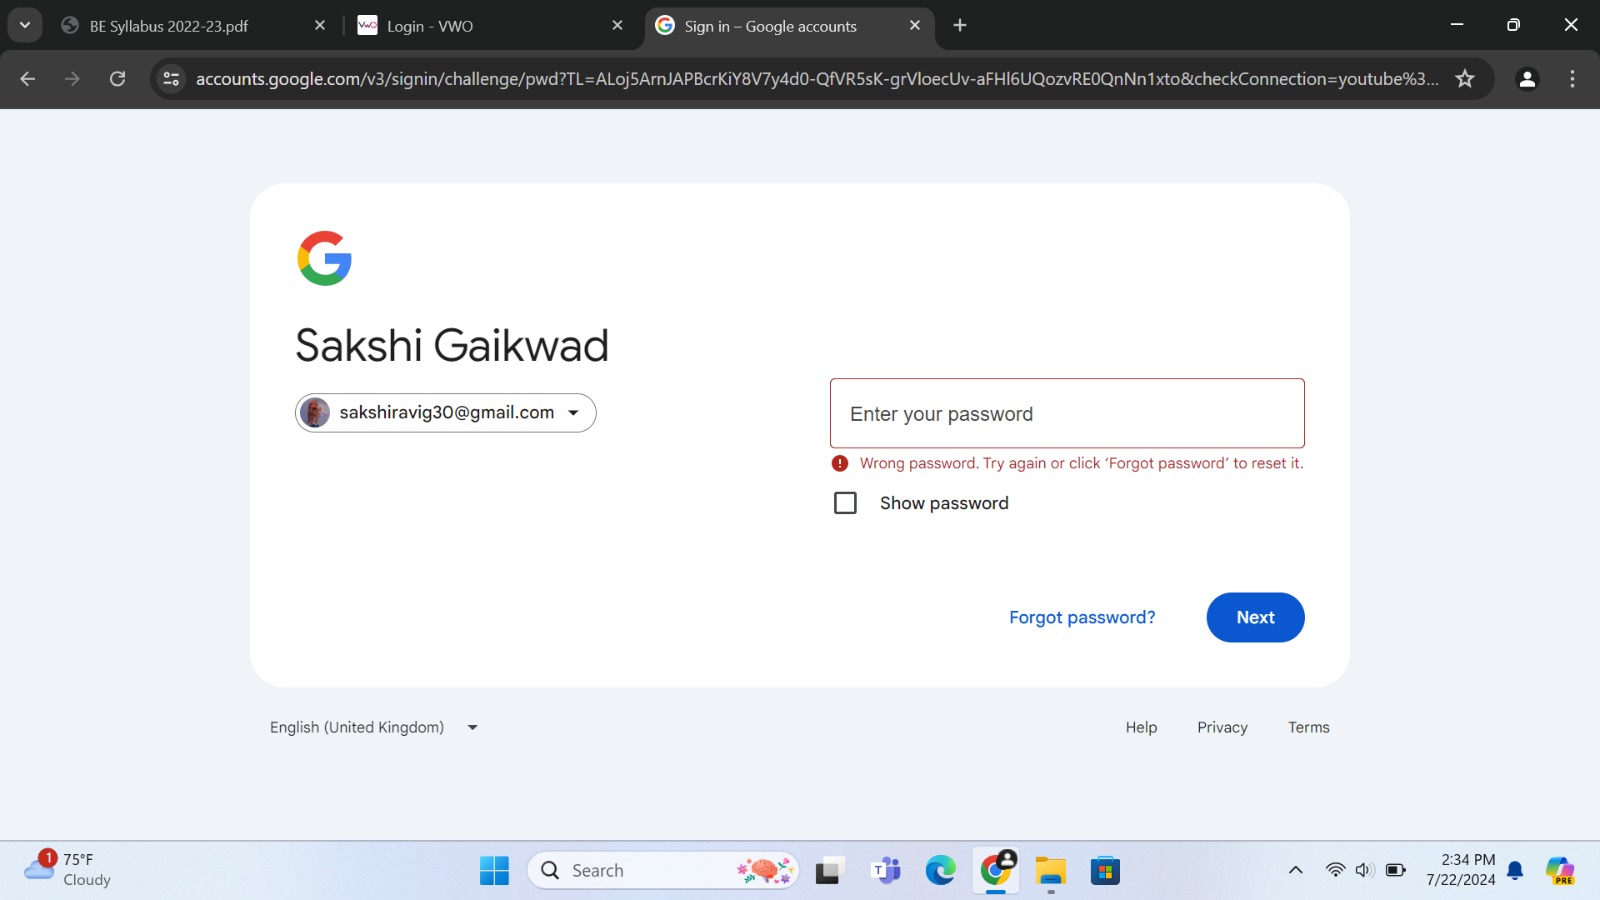 BE Syllabus 2022-23.pdf
Login - VWO
Sign in – Google accounts
accounts.google.com/v3/signin/challenge/pwd?TL=ALoj5ArnJAPBcrKiY8V7y4d0-QfVR5sK-grVloecUv-aFHl6UQozvRE0QnNn1xto&checkConnection=youtube%3...
Sakshi Gaikwad
sakshiravig30@gmail.com
Enter your password
Wrong password. Try again or click ‘Forgot password’ to reset it.
Show password
Forgot password?
Next
English (United Kingdom)
Help
Privacy
Terms
1
75°F
Cloudy
Search
2:34 PM
7/22/2024
PRE